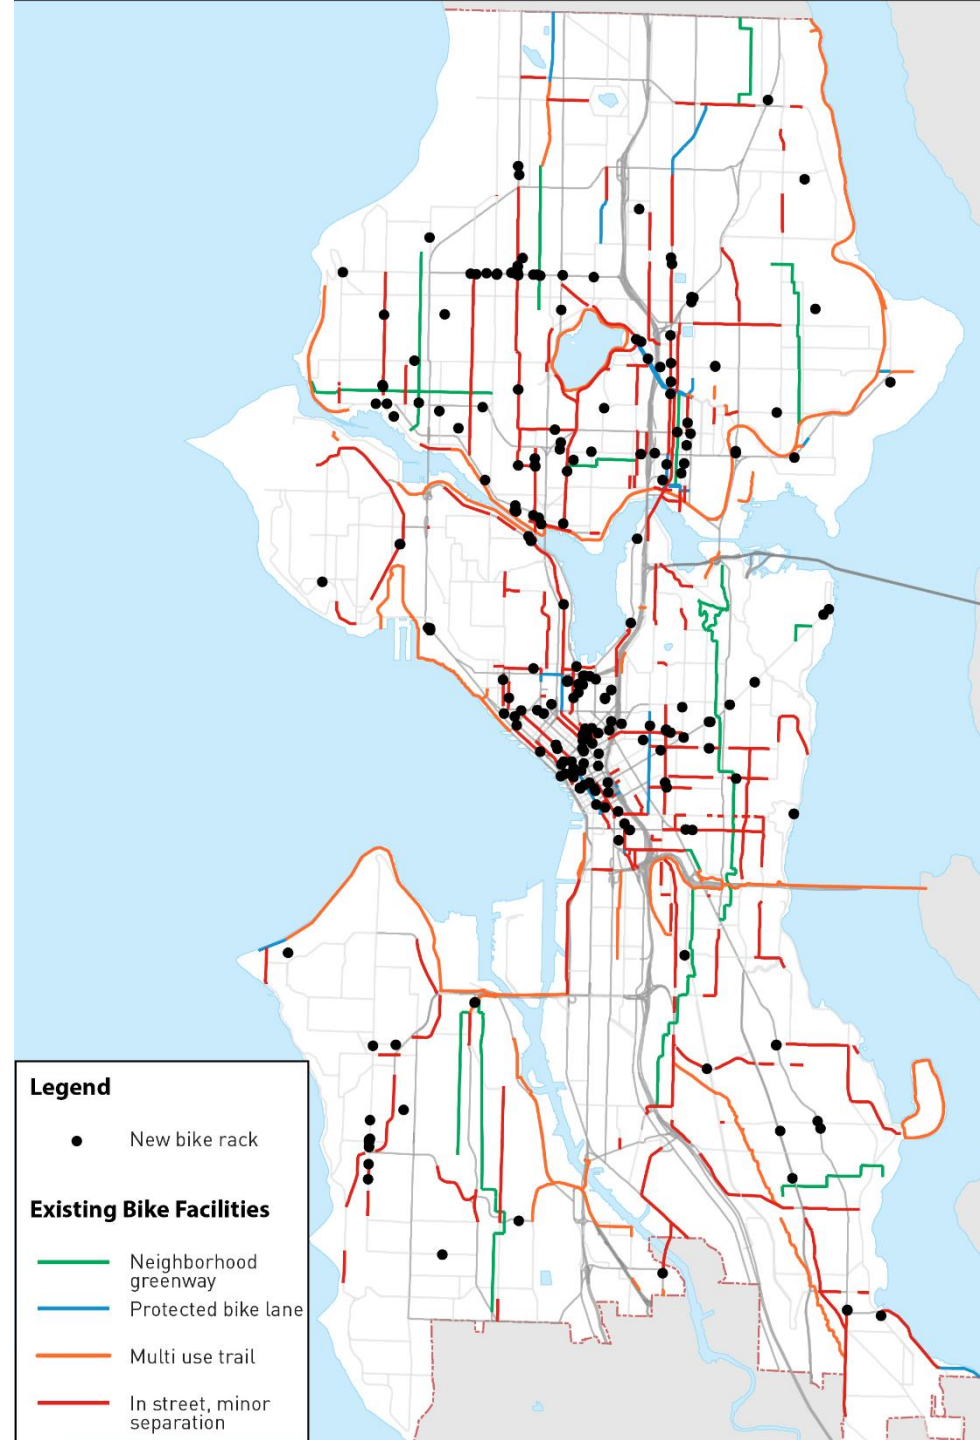 Legend
New bike rack
Existing Bike Facilities
Neighborhood
greenway
Protected bike lane
Multi use trail
In street, minor
separation